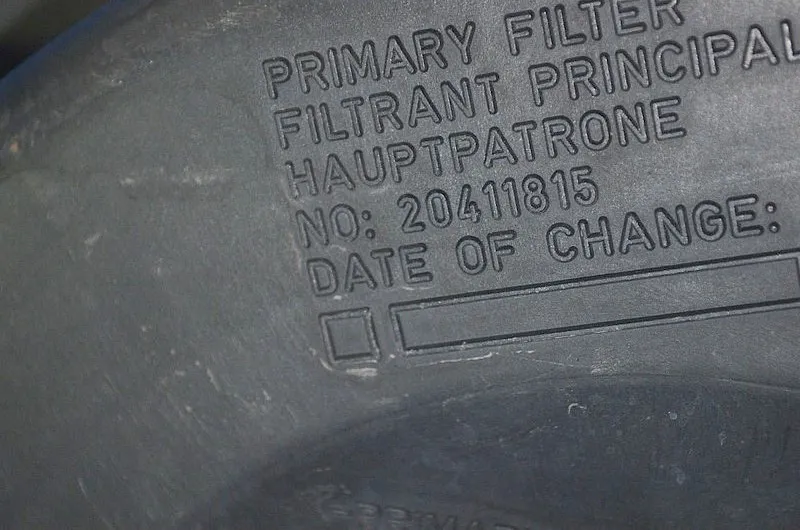 PRIMARY FILTER
FILTRANT PRINCIPAL
HAUPTPATRONE
NO: 20411815
DATE OF CHANGE: